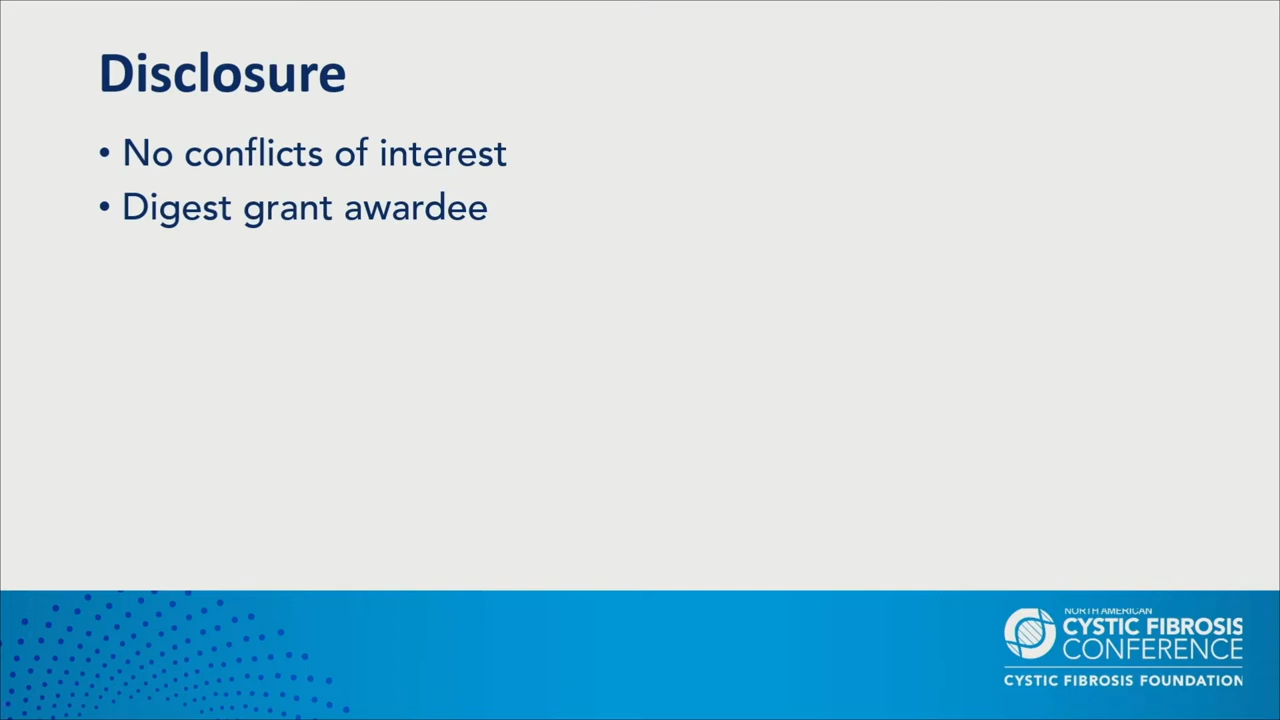 Disclosure
• No conflicts of interest
• Digest grant awardee
NORTH AMERICAN
CYSTIC FIBROSIS
CONFERENCE
CYSTIC FIBROSIS FOUNDATION